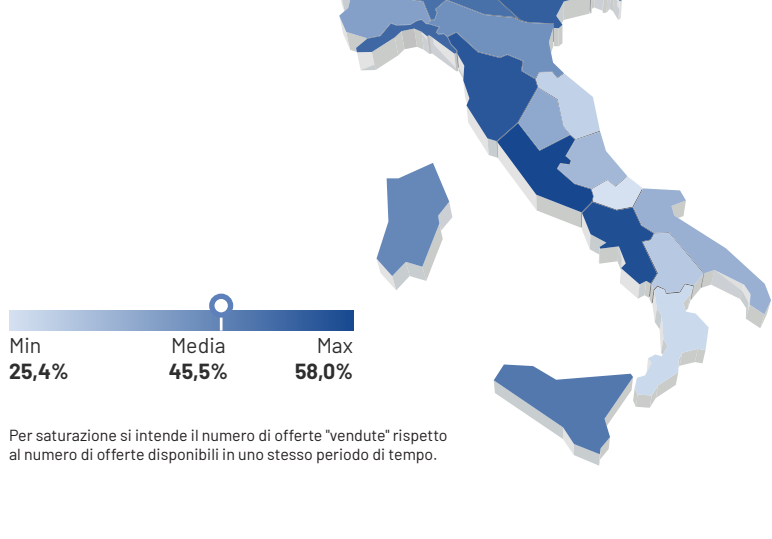 Min Media Max
25,4% 45,5% 58,0%
Per saturazione si intende il numero di offerte "vendute" rispetto
al numero di offerte disponibili in uno stesso periodo di tempo.